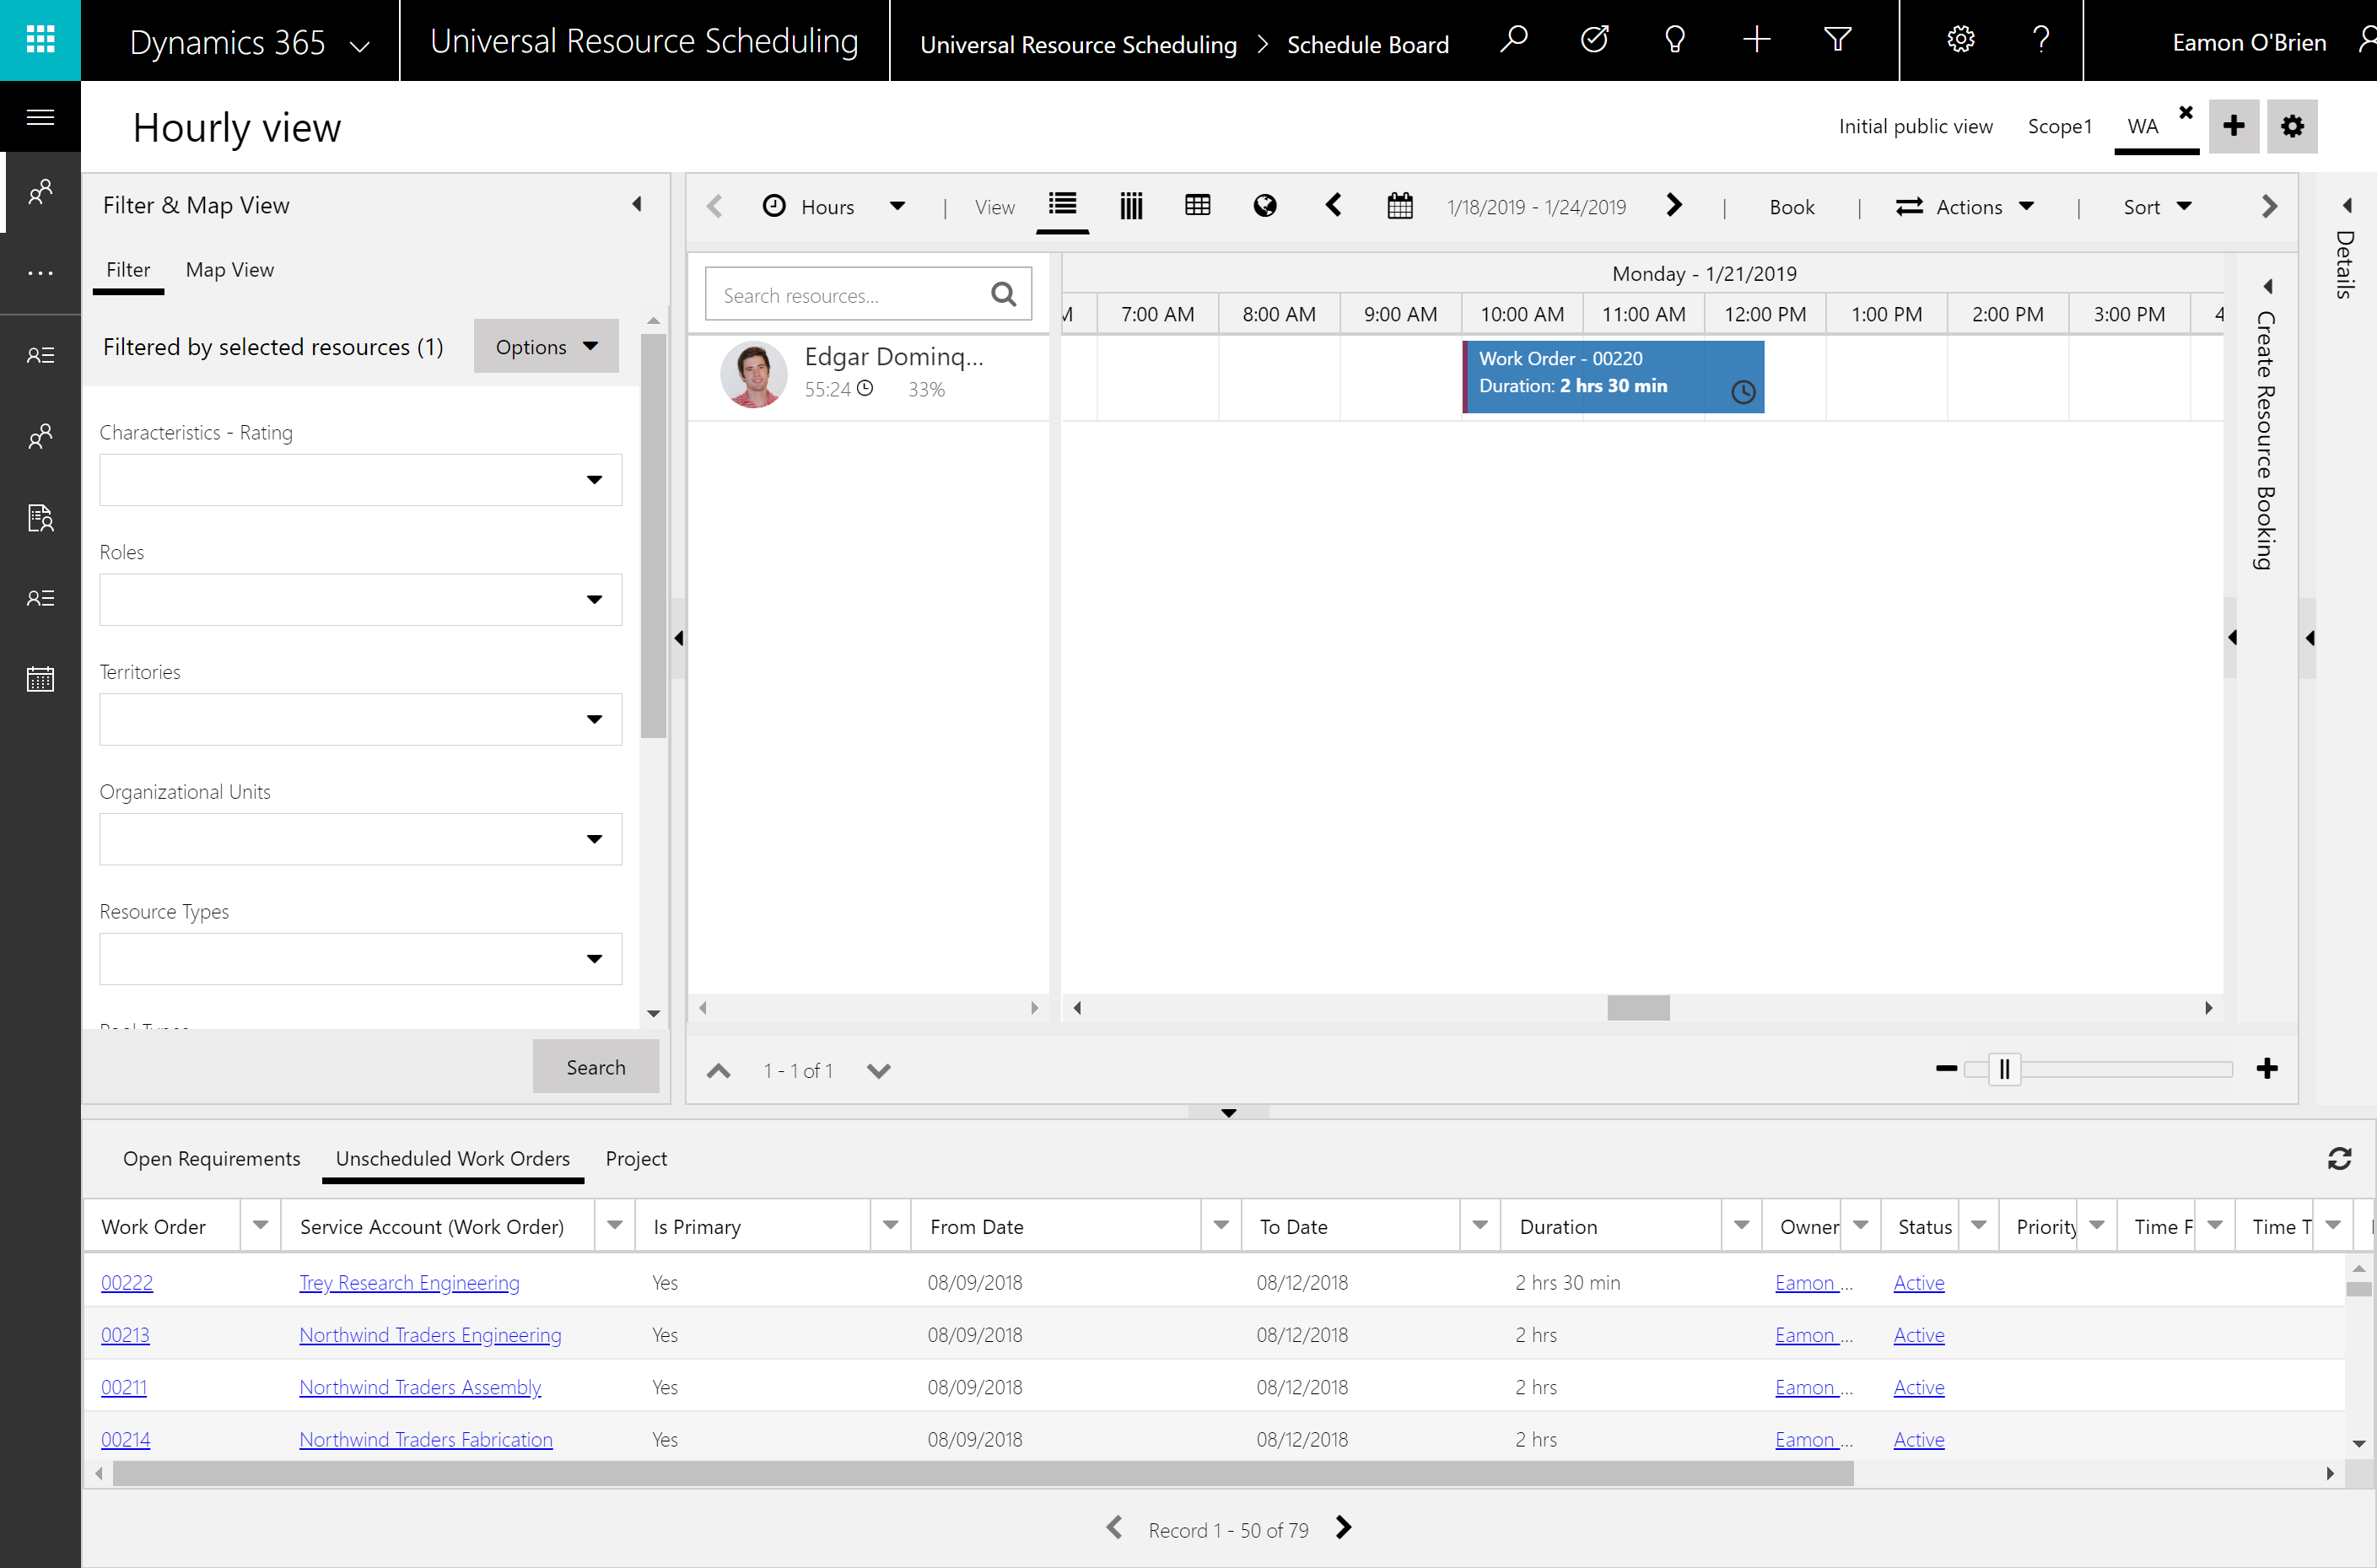 Dynamics 365
Universal Resource Scheduling
Universal Resource Scheduling > Schedule Board
Eamon O'Brien
Hourly view
Initial public view Scope1 WA
Filter & Map View
Filter Map View
Filtered by selected resources (1) Options
Characteristics - Rating
Roles
Territories
Organizational Units
Resource Types
Search
Hours | View 1/18/2019 - 1/24/2019 | Book | Actions | Sort
Search resources...
Monday - 1/21/2019
7:00 AM 8:00 AM 9:00 AM 10:00 AM 11:00 AM 12:00 PM 1:00 PM 2:00 PM 3:00 PM
Edgar Dominq...
55:24 33%
Work Order - 00220
Duration: 2 hrs 30 min
Create Resource Booking
Details
1 - 1 of 1
Open Requirements Unscheduled Work Orders Project
Work Order Service Account (Work Order) Is Primary From Date To Date Duration Owner Status Priority Time F Time T
00222 Trey Research Engineering Yes 08/09/2018 08/12/2018 2 hrs 30 min Eamon ... Active
00213 Northwind Traders Engineering Yes 08/09/2018 08/12/2018 2 hrs Eamon ... Active
00211 Northwind Traders Assembly Yes 08/09/2018 08/12/2018 2 hrs Eamon ... Active
00214 Northwind Traders Fabrication Yes 08/09/2018 08/12/2018 2 hrs Eamon ... Active
Record 1 - 50 of 79